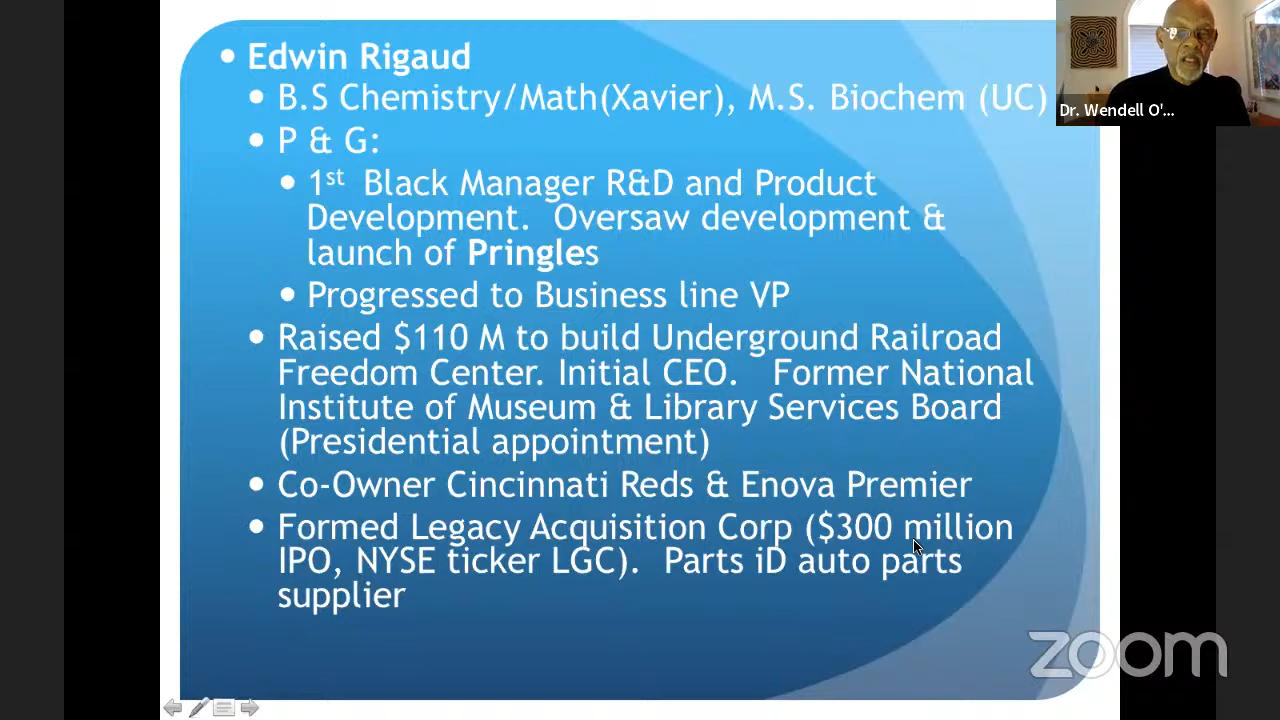 Edwin Rigaud
B.S Chemistry/Math(Xavier), M.S. Biochem (UC)
P & G:
1st Black Manager R&D and Product
Development. Oversaw development &
launch of Pringles
Progressed to Business line VP
Raised $110 M to build Underground Railroad
Freedom Center. Initial CEO. Former National
Institute of Museum & Library Services Board
(Presidential appointment)
Co-Owner Cincinnati Reds & Enova Premier
Formed Legacy Acquisition Corp ($300 million
IPO, NYSE ticker LGC). Parts iD auto parts
supplier
Dr. Wendell O'...
zoom